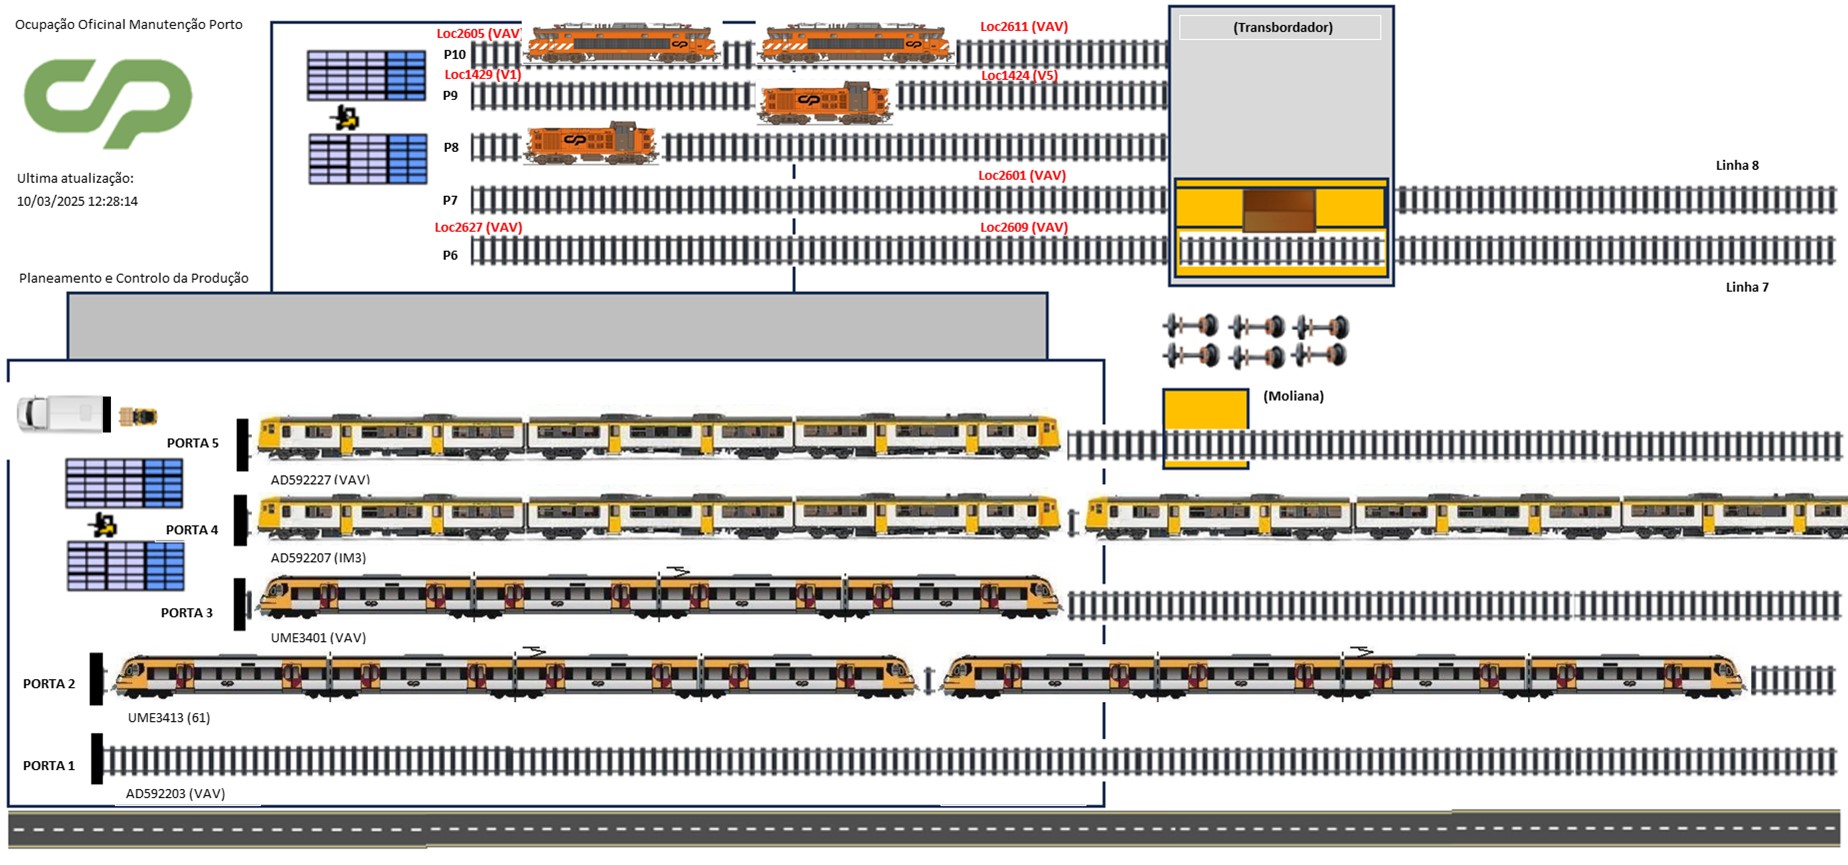 Ocupação Oficinal Manutenção Porto
Ultima atualização:
10/03/2025 12:28:14
Planeamento e Controlo da Produção
Loc2605 (VAV)
Loc2611 (VAV)
P10
Loc1429 (V1)
Loc1424 (V5)
P9
P8
Loc2601 (VAV)
P7
Loc2627 (VAV)
Loc2609 (VAV)
P6
(Transbordador)
Linha 8
Linha 7
(Moliana)
PORTA 5
AD592227 (VAV)
PORTA 4
AD592207 (IM3)
PORTA 3
UME3401 (VAV)
PORTA 2
UME3413 (61)
PORTA 1
AD592203 (VAV)